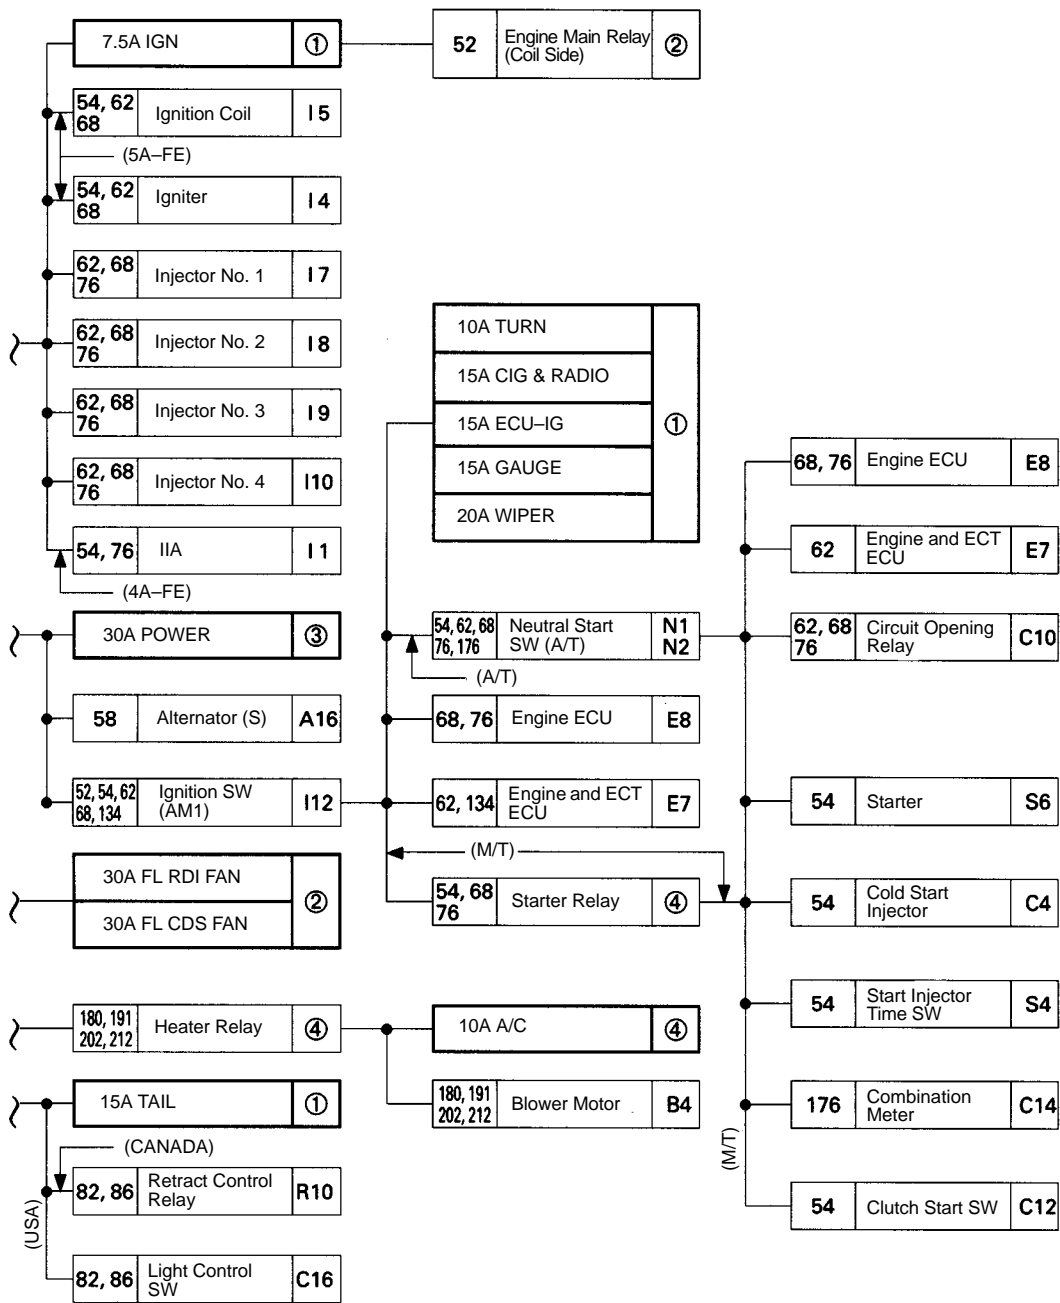 7.5A IGN ①
52 Engine Main Relay ②
(Coil Side)
54, 62 Ignition Coil I5
68
(5A–FE)
54, 62 Igniter I4
68
62, 68 Injector No. 1 I7
76
62, 68 Injector No. 2 I8
76
62, 68 Injector No. 3 I9
76
62, 68 Injector No. 4 I10
76
54, 76 IIA I1
(4A–FE)
30A POWER ③
58 Alternator (S) A16
52, 54, 62 Ignition SW I12
68, 134 (AM1)
30A FL RDI FAN
②
30A FL CDS FAN
180, 191 Heater Relay ④
202, 212
15A TAIL ①
(CANADA)
82, 86 Retract Control R10
Relay
(USA)
82, 86 Light Control C16
SW
10A TURN
15A CIG & RADIO
15A ECU–IG ①
15A GAUGE
20A WIPER
54, 62, 68 Neutral Start N1
76, 176 SW (A/T) N2
(A/T)
68, 76 Engine ECU E8
62, 134 Engine and ECT E7
ECU
(M/T)
54, 68 Starter Relay ④
76
10A A/C ④
180, 191 Blower Motor B4
202, 212
68, 76 Engine ECU E8
62 Engine and ECT E7
ECU
62, 68 Circuit Opening C10
76 Relay
54 Starter S6
54 Cold Start C4
Injector
54 Start Injector S4
Time SW
176 Combination C14
Meter
(M/T)
54 Clutch Start SW C12